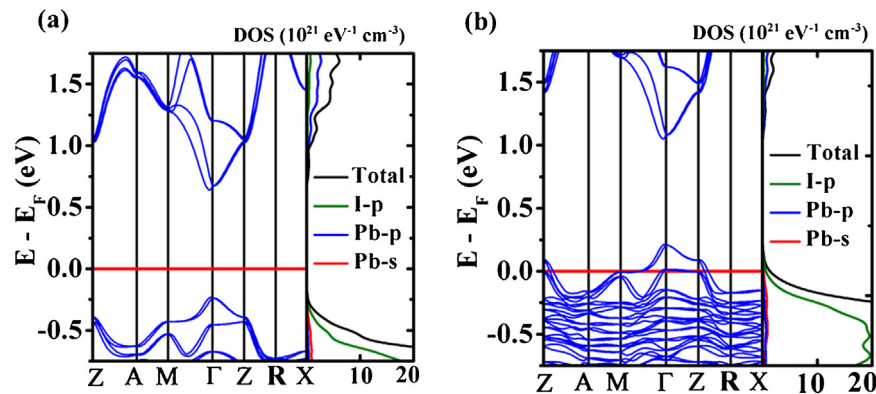 (a)
DOS (10²¹ eV⁻¹ cm⁻³)
E - E_F (eV)
1.5
1.0
0.5
0.0
-0.5
Total
I-p
Pb-p
Pb-s
Z A M Γ Z R X 10 20
(b)
DOS (10²¹ eV⁻¹ cm⁻³)
E - E_F (eV)
1.5
1.0
0.5
0.0
-0.5
Total
I-p
Pb-p
Pb-s
Z A M Γ Z R X 10 20